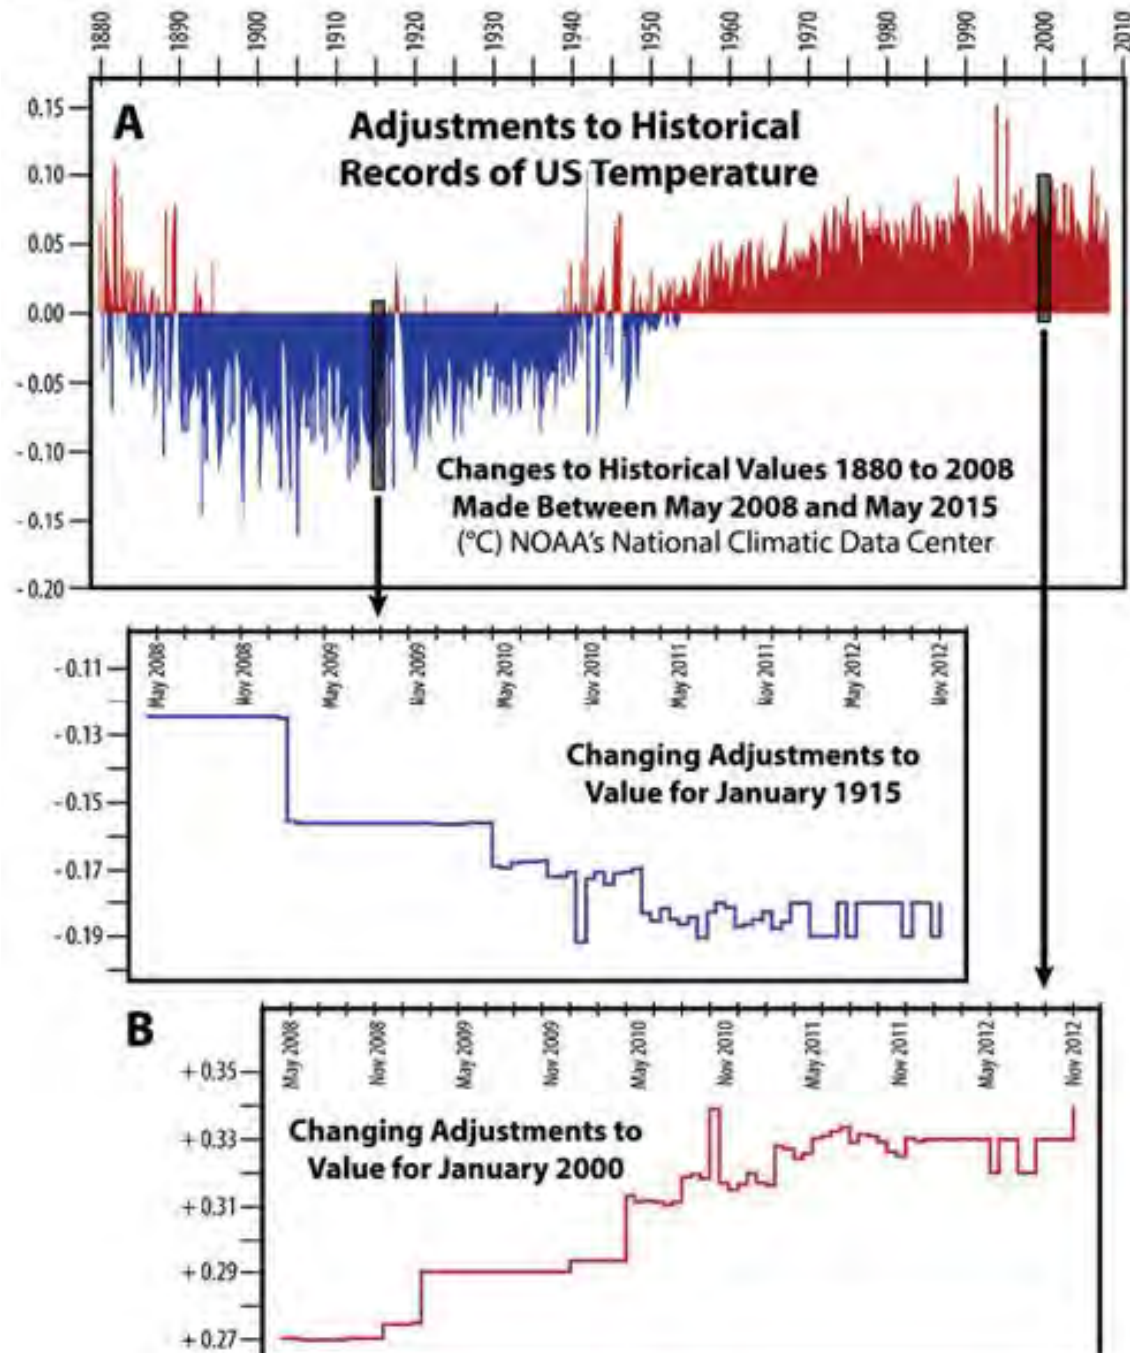 1880 1890 1900 1910 1920 1930 1940 1950 1960 1970 1980 1990 2000 2010
A
Adjustments to Historical
Records of US Temperature
0.15
0.10
0.05
0.00
- 0.05
- 0.10
- 0.15
- 0.20
Changes to Historical Values 1880 to 2008
Made Between May 2008 and May 2015
(°C) NOAA's National Climatic Data Center
May 2008 Nov 2008 May 2009 Nov 2009 May 2010 Nov 2010 May 2011 Nov 2011 May 2012 Nov 2012
- 0.11
- 0.13
- 0.15
- 0.17
- 0.19
Changing Adjustments to
Value for January 1915
B
May 2008 Nov 2008 May 2009 Nov 2009 May 2010 Nov 2010 May 2011 Nov 2011 May 2012 Nov 2012
+ 0.35
+ 0.33
+ 0.31
+ 0.29
+ 0.27
Changing Adjustments to
Value for January 2000